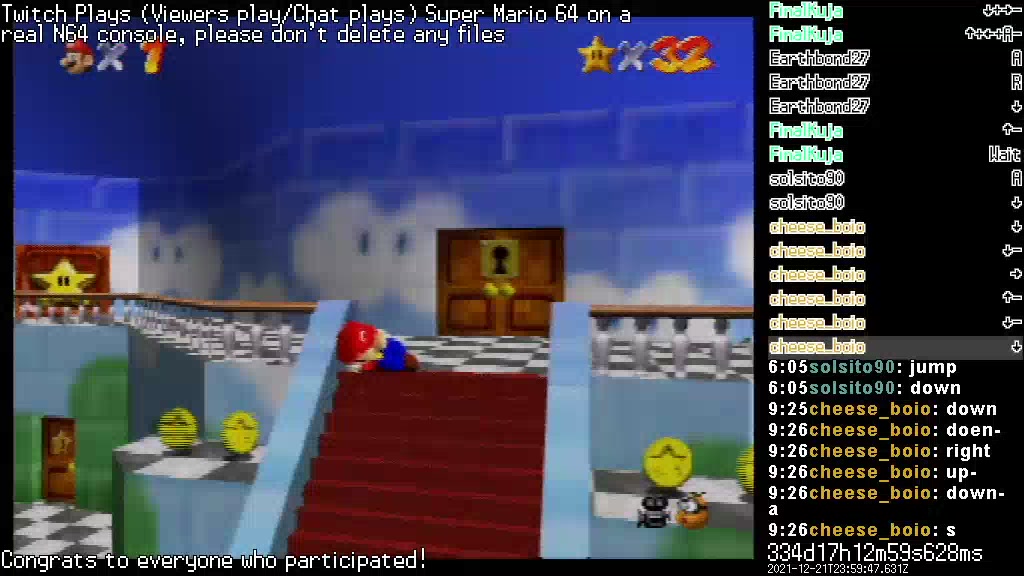 Twitch Plays (Viewers play/Chat plays) Super Mario 64 on a
real N64 console, please don't delete any files
x 1
x 32
FinalKuja ↓++-
FinalKuja ↑+++A-
Earthbond27 A
Earthbond27 R
Earthbond27 ↓
FinalKuja ↑-
FinalKuja Wait
solsito90 A
solsito90 ↓
cheese_boio ↓
cheese_boio ↓-
cheese_boio →
cheese_boio ↑-
cheese_boio ↓-
cheese_boio ↓
6:05solsito90: jump
6:05solsito90: down
9:25cheese_boio: down
9:26cheese_boio: doen-
9:26cheese_boio: right
9:26cheese_boio: up-
9:26cheese_boio: down-
a
9:26cheese_boio: s
334d17h12m59s628ms
2021-12-21T23:59:47.631Z
Congrats to everyone who participated!